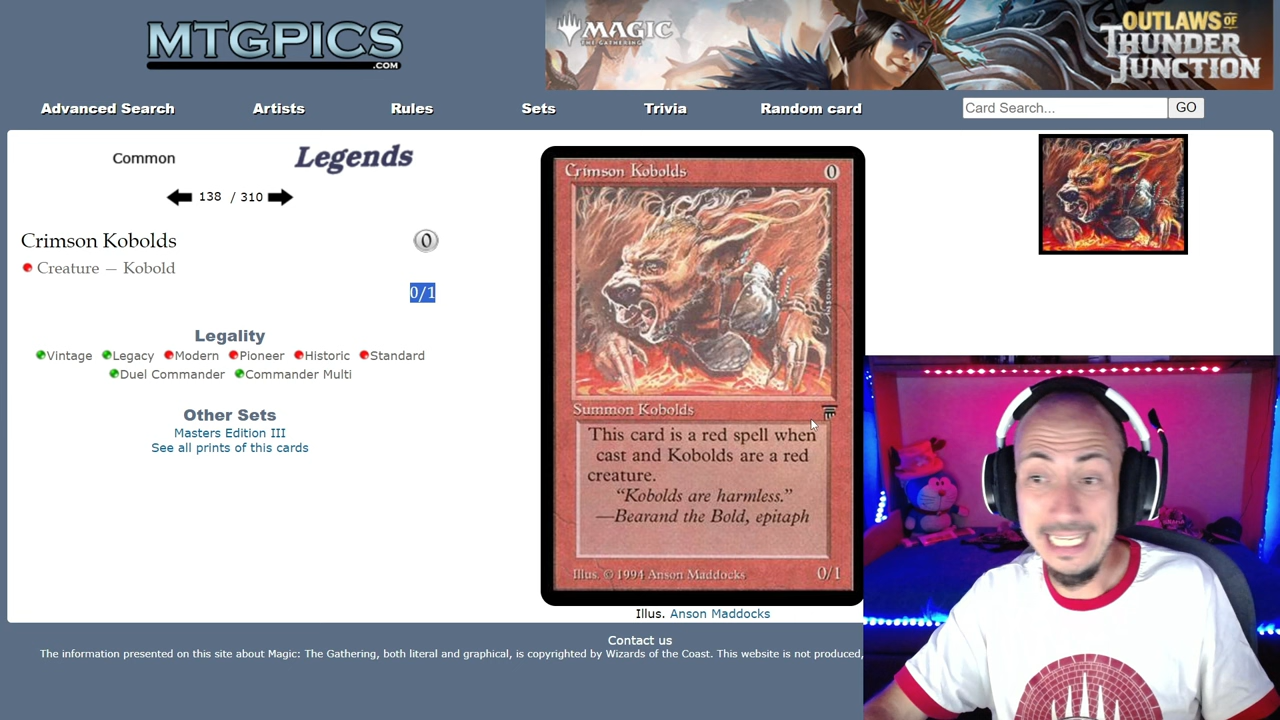 MTGPICS
.COM
MAGIC
THE GATHERING
OUTLAWS OF
THUNDER
JUNCTION
Advanced Search
Artists
Rules
Sets
Trivia
Random card
Card Search...
GO
Common
Legends
138 / 310
Crimson Kobolds
0
Creature — Kobold
0/1
Legality
Vintage Legacy Modern Pioneer Historic Standard
Duel Commander Commander Multi
Other Sets
Masters Edition III
See all prints of this cards
Crimson Kobolds
0
Summon Kobolds
This card is a red spell when
cast and Kobolds are a red
creature.
“Kobolds are harmless.”
—Bearand the Bold, epitaph
Illus. © 1994 Anson Maddocks
0/1
Illus. Anson Maddocks
Contact us
The information presented on this site about Magic: The Gathering, both literal and graphical, is copyrighted by Wizards of the Coast. This website is not produced,